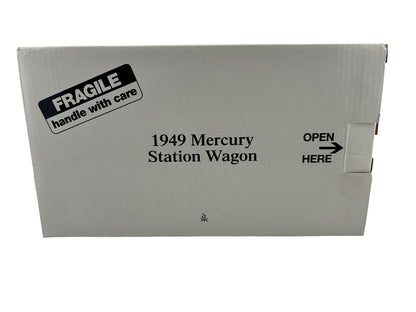 FRAGILE
handle with care
1949 Mercury
Station Wagon
OPEN
HERE